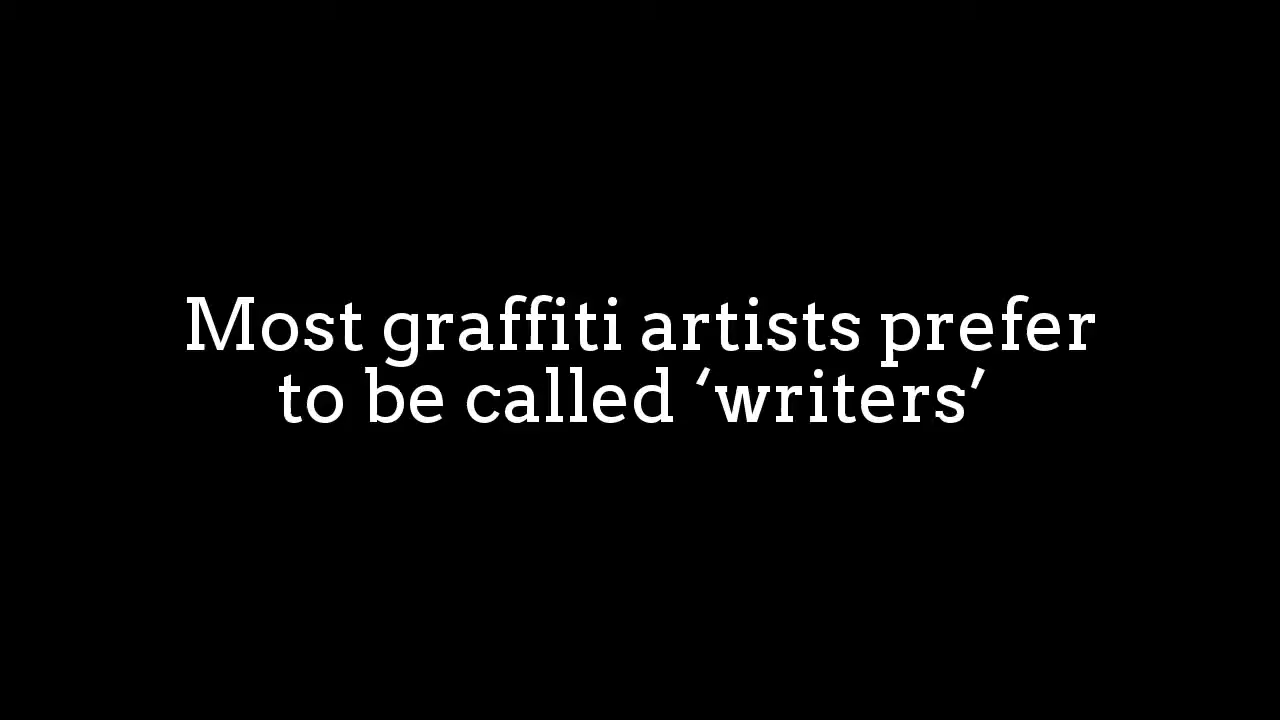 Most graffiti artists prefer
to be called ‘writers’